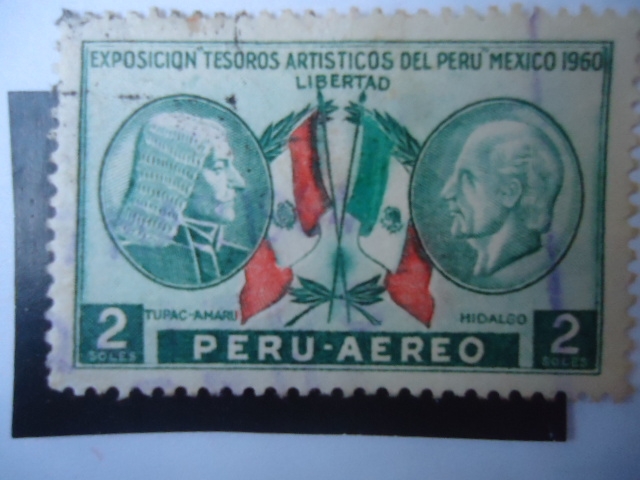 EXPOSICION "TESOROS ARTISTICOS DEL PERU" MEXICO 1960
LIBERTAD
TUPAC-AMARU
HIDALGO
2
SOLES
PERU-AEREO
2
SOLES